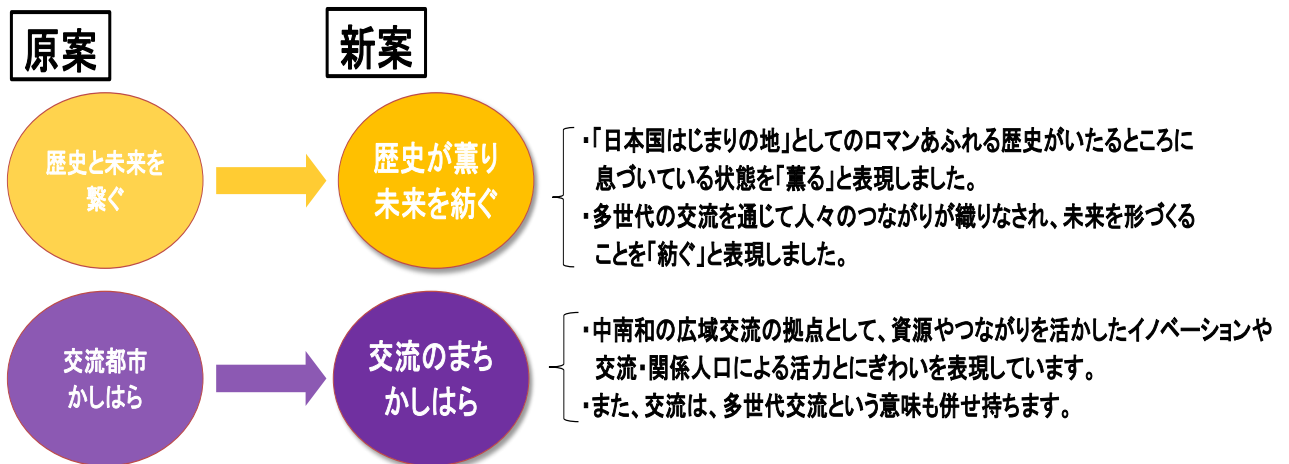 原案
新案
歴史と未来を
繋ぐ
歴史が薫り
未来を紡ぐ
・「日本国はじまりの地」としてのロマンあふれる歴史がいたるところに
息づいている状態を「薫る」と表現しました。
・多世代の交流を通じて人々のつながりが織りなされ、未来を形づくる
ことを「紡ぐ」と表現しました。
交流都市
かしはら
交流のまち
かしはら
・中南和の広域交流の拠点として、資源やつながりを活かしたイノベーションや
交流・関係人口による活力とにぎわいを表現しています。
・また、交流は、多世代交流という意味も併せ持ちます。